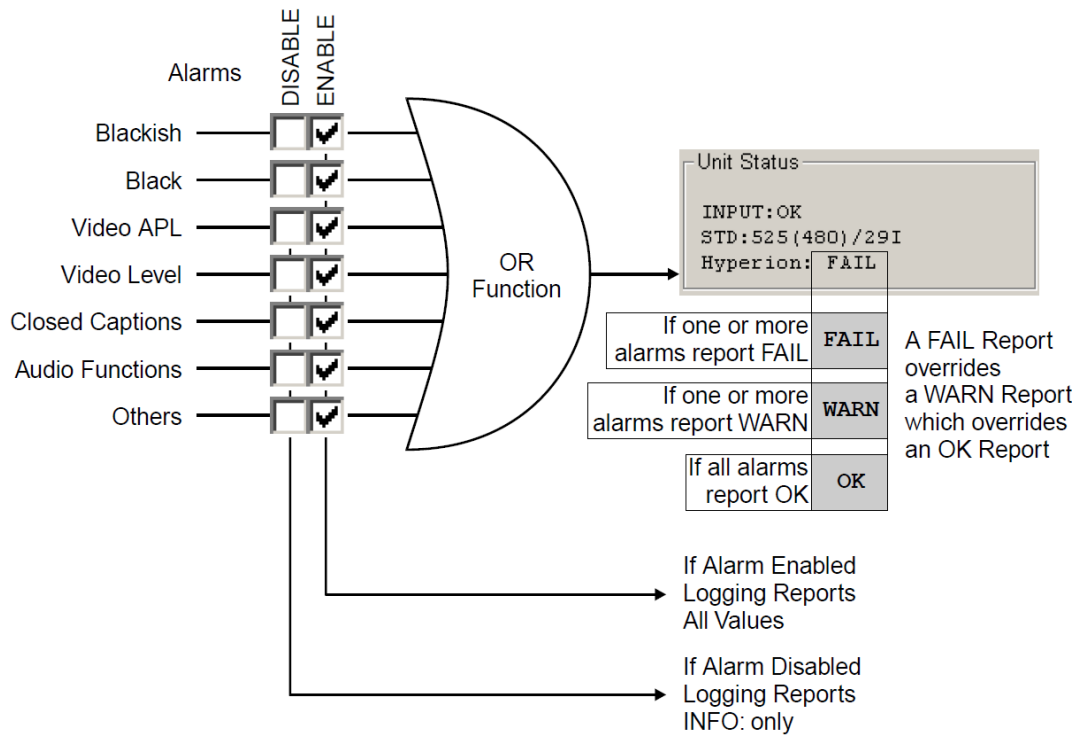 Alarms
DISABLE
ENABLE
Blackish
Black
Video APL
Video Level
Closed Captions
Audio Functions
Others
OR
Function
Unit Status
INPUT:OK
STD:525(480)/29I
Hyperion: FAIL
If one or more
alarms report FAIL
FAIL
If one or more
alarms report WARN
WARN
If all alarms
report OK
OK
A FAIL Report
overrides
a WARN Report
which overrides
an OK Report
If Alarm Enabled
Logging Reports
All Values
If Alarm Disabled
Logging Reports
INFO: only